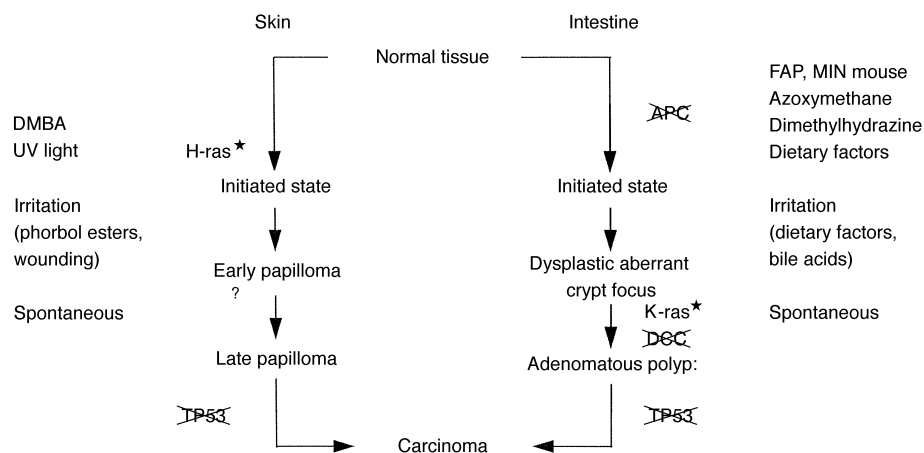 Skin
Intestine
Normal tissue
DMBA
UV light
H-ras★
APC
FAP, MIN mouse
Azoxymethane
Dimethylhydrazine
Dietary factors
Initiated state
Initiated state
Irritation
(phorbol esters,
wounding)
Irritation
(dietary factors,
bile acids)
Early papilloma
?
Dysplastic aberrant
crypt focus
Spontaneous
K-ras★
DCC
Spontaneous
Late papilloma
Adenomatous polyp:
TP53
TP53
Carcinoma